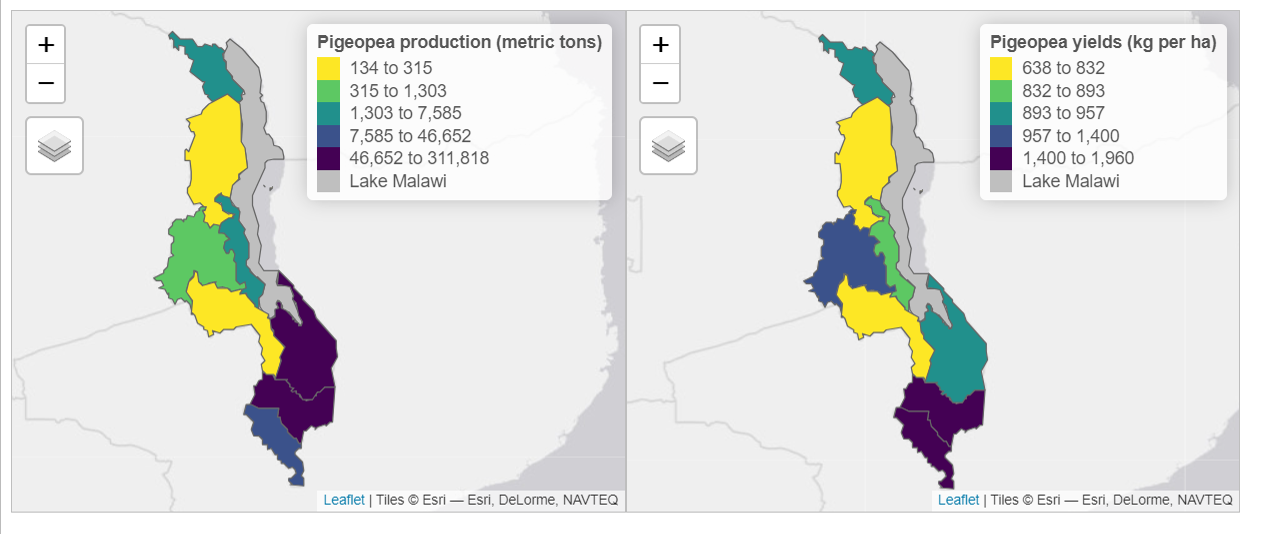 +
−
Pigeopea production (metric tons)
134 to 315
315 to 1,303
1,303 to 7,585
7,585 to 46,652
46,652 to 311,818
Lake Malawi
Leaflet | Tiles © Esri — Esri, DeLorme, NAVTEQ
+
−
Pigeopea yields (kg per ha)
638 to 832
832 to 893
893 to 957
957 to 1,400
1,400 to 1,960
Lake Malawi
Leaflet | Tiles © Esri — Esri, DeLorme, NAVTEQ